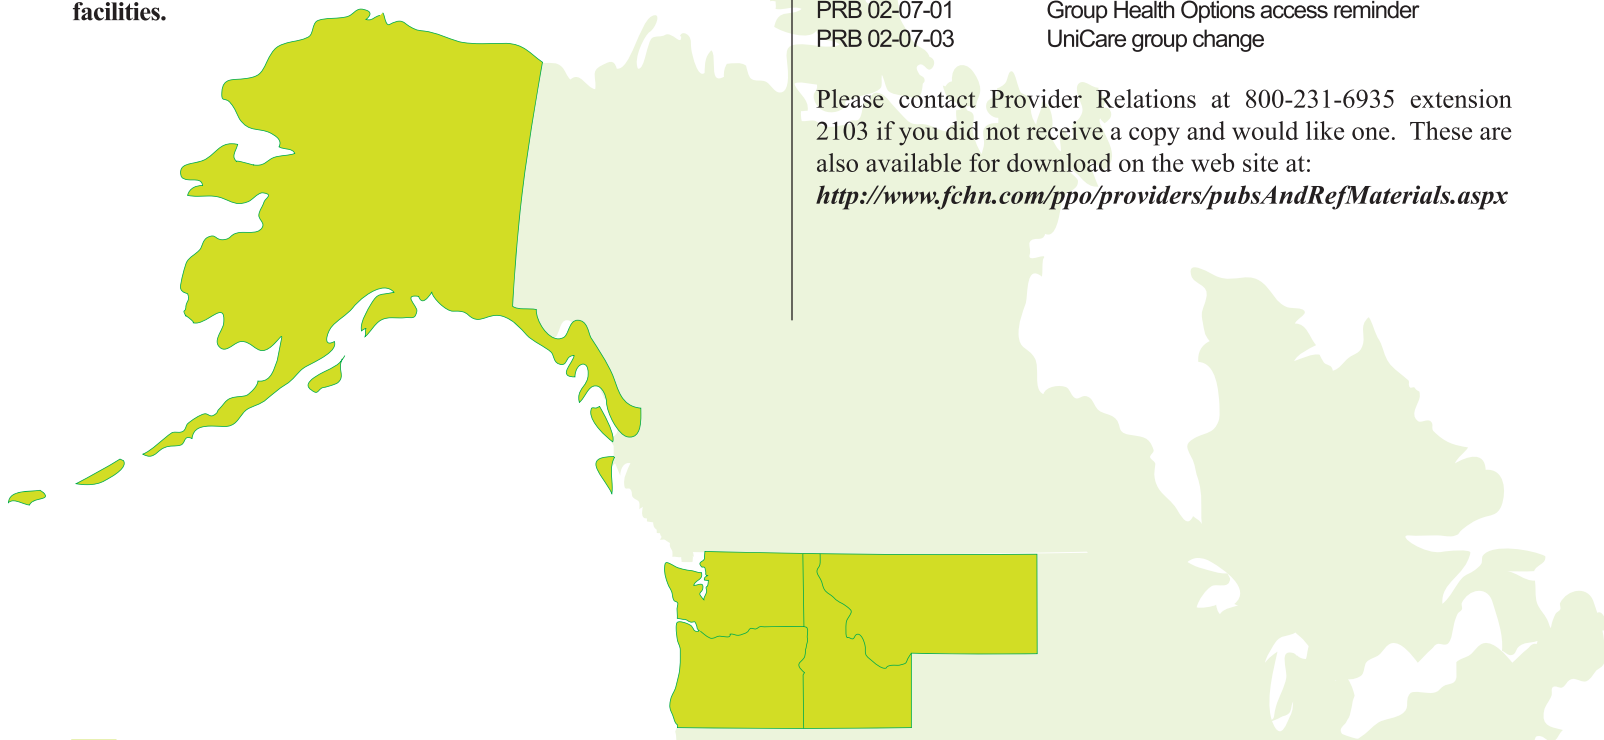 facilities.
PRB 02-07-01 Group Health Options access reminder
PRB 02-07-03 UniCare group change
Please contact Provider Relations at 800-231-6935 extension
2103 if you did not receive a copy and would like one. These are
also available for download on the web site at:
http://www.fchn.com/ppo/providers/pubsAndRefMaterials.aspx